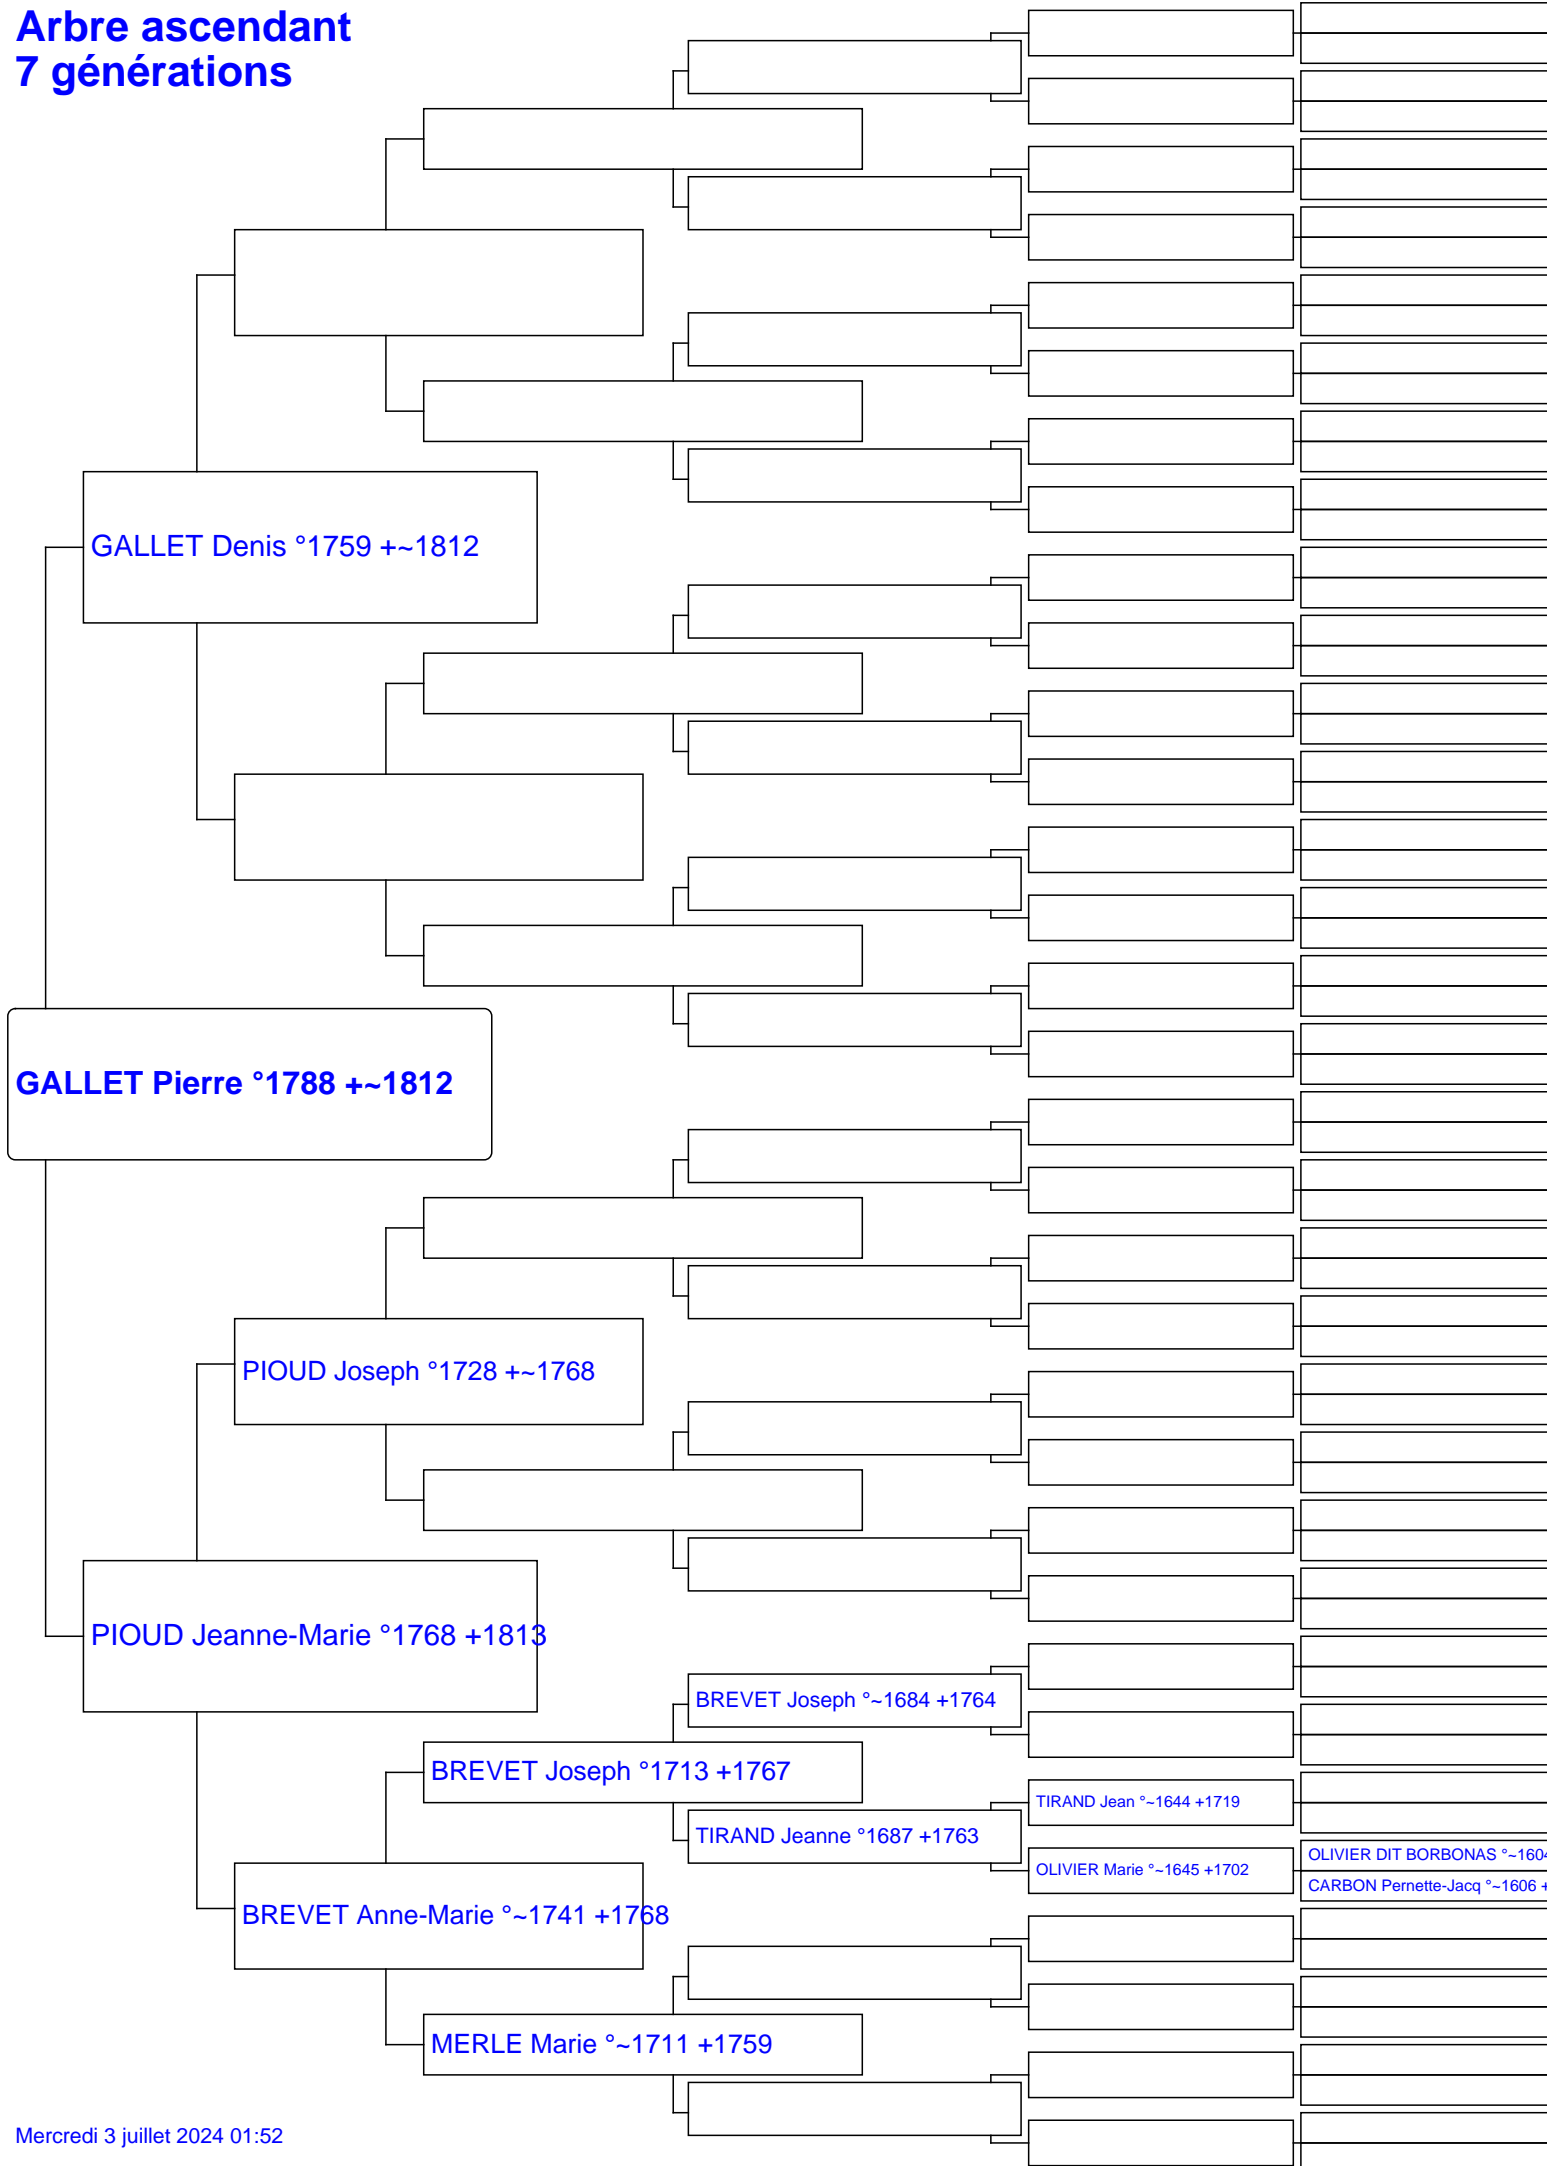 Arbre ascendant
7 générations
GALLET Denis °1759 +~1812
GALLET Pierre °1788 +~1812
PIOUD Joseph °1728 +~1768
PIOUD Jeanne-Marie °1768 +1813
BREVET Joseph °~1684 +1764
BREVET Joseph °1713 +1767
TIRAND Jean °~1644 +1719
TIRAND Jeanne °1687 +1763
OLIVIER DIT BORBONAS °~1604
OLIVIER Marie °~1645 +1702
CARBON Pernette-Jacq °~1606 +
BREVET Anne-Marie °~1741 +1768
MERLE Marie °~1711 +1759
Mercredi 3 juillet 2024 01:52